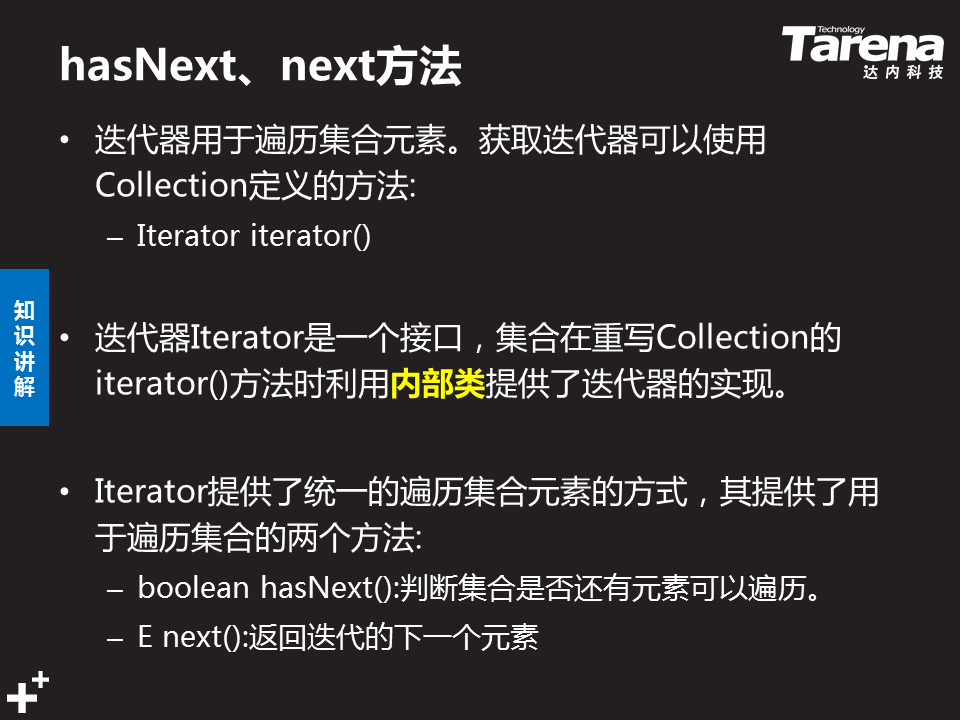 hasNext、next方法
Technology
Tarena
达内科技
• 迭代器用于遍历集合元素。获取迭代器可以使用
Collection定义的方法:
– Iterator iterator()
知识讲解
• 迭代器Iterator是一个接口，集合在重写Collection的
iterator()方法时利用内部类提供了迭代器的实现。
• Iterator提供了统一的遍历集合元素的方式，其提供了用
于遍历集合的两个方法:
– boolean hasNext():判断集合是否还有元素可以遍历。
– E next():返回迭代的下一个元素